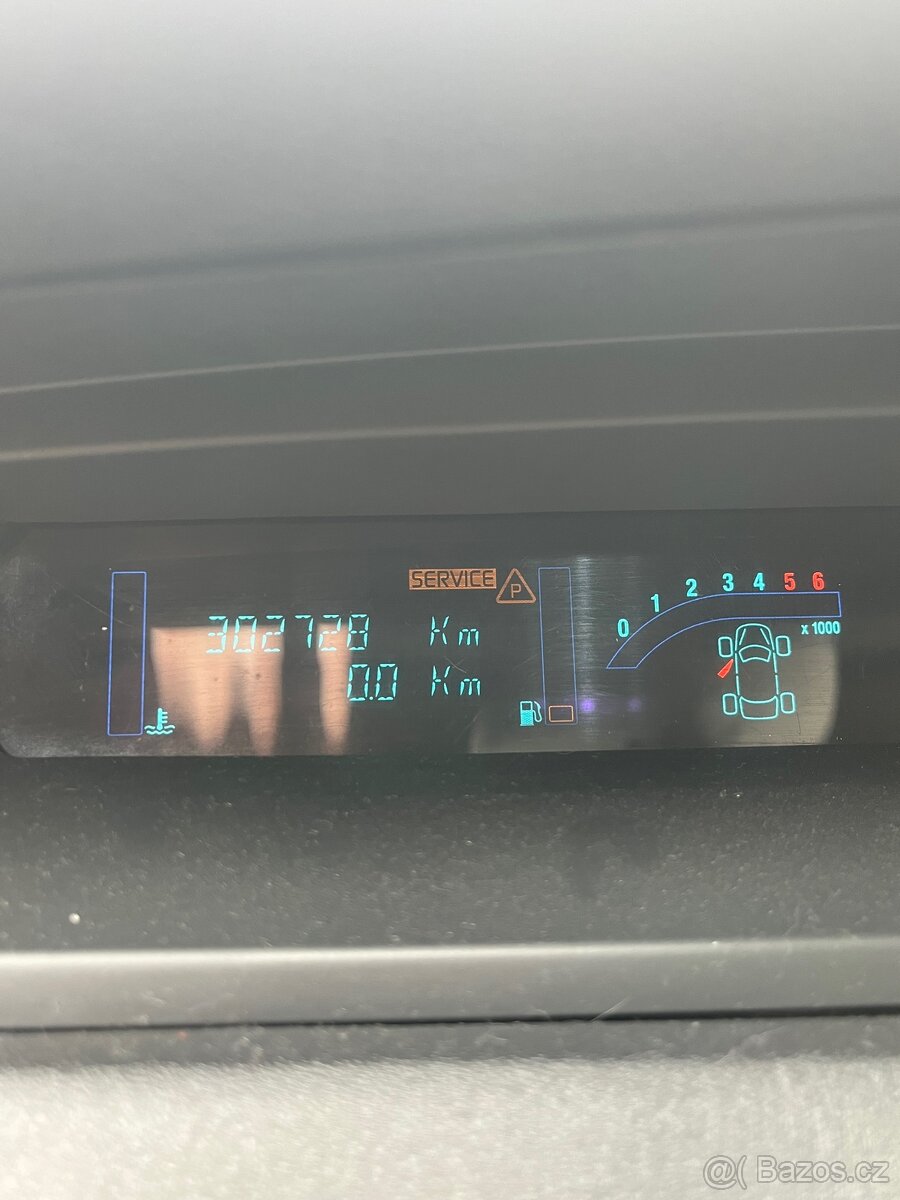 SERVICE
P
302728 Km
0.0 Km
0 1 2 3 4 5 6
x 1000
@( Bazos.cz